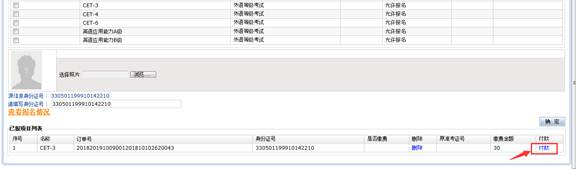 CET-3 外语等级考试 允许报名
CET-4 外语等级考试 允许报名
CET-6 外语等级考试 允许报名
英语应用能力A级 外语等级考试 允许报名
英语应用能力B级 外语等级考试 允许报名
选择照片 浏览...
原注册身份证号： 330501199910142210
请填写身份证号： 330501199910142210
查看报名情况
确 定
已报项目列表
序号 名称 订单号 身份证号 是否缴费 删除 原准考证号 缴费金额 付款
1 CET-3 20182019100900120181010262004​3 330501199910142210 删除 30 付款